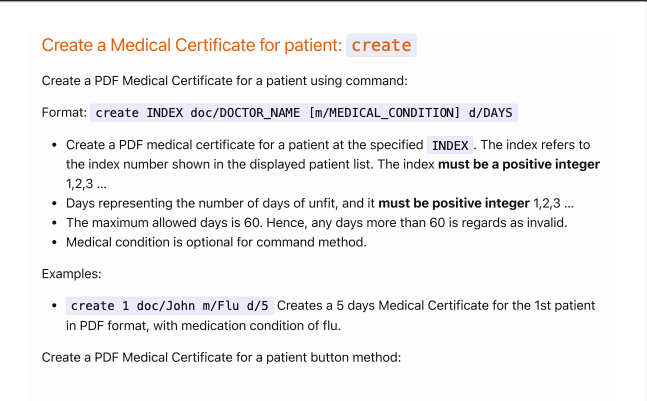 Create a Medical Certificate for patient: create
Create a PDF Medical Certificate for a patient using command:
Format: create INDEX doc/DOCTOR_NAME [m/MEDICAL_CONDITION] d/DAYS
• Create a PDF medical certificate for a patient at the specified INDEX . The index refers to
the index number shown in the displayed patient list. The index must be a positive integer
1,2,3 ...
• Days representing the number of days of unfit, and it must be positive integer 1,2,3 ...
• The maximum allowed days is 60. Hence, any days more than 60 is regards as invalid.
• Medical condition is optional for command method.
Examples:
• create 1 doc/John m/Flu d/5 Creates a 5 days Medical Certificate for the 1st patient
in PDF format, with medication condition of flu.
Create a PDF Medical Certificate for a patient button method: